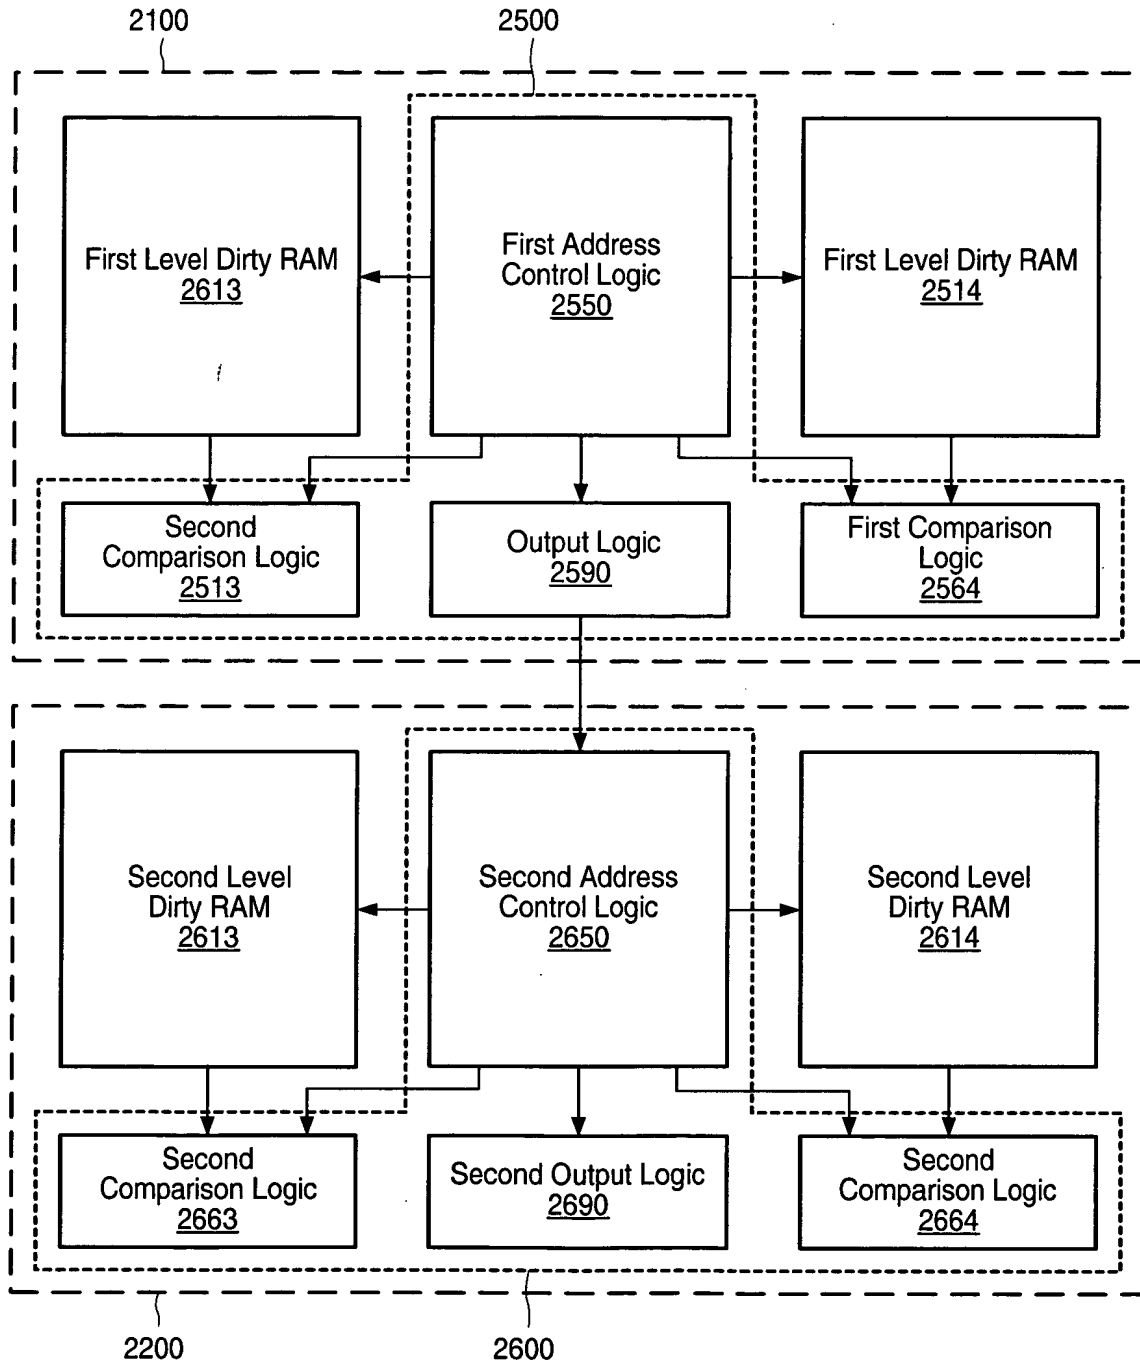 2100
2500
First Level Dirty RAM
2613
First Address
Control Logic
2550
First Level Dirty RAM
2514
Second
Comparison Logic
2513
Output Logic
2590
First Comparison
Logic
2564
Second Level
Dirty RAM
2613
Second Address
Control Logic
2650
Second Level
Dirty RAM
2614
Second
Comparison Logic
2663
Second Output Logic
2690
Second
Comparison Logic
2664
2200
2600